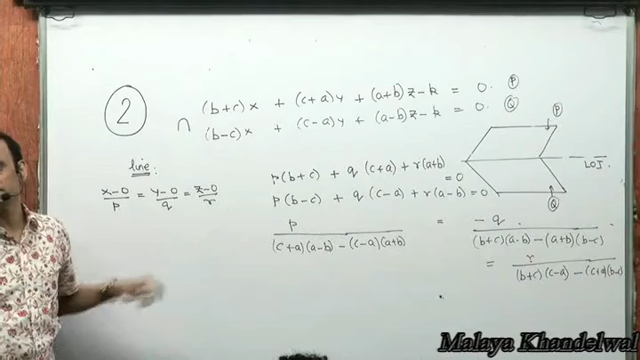 2
(b+c)x + (c+a)y + (a+b)z-k = 0. P
∩ (b-c)x + (c-a)y + (a-b)z-k = 0. Q
P
LOI.
Q
line:
x-0/p = y-0/q = z-0/r
p(b+c) + q(c+a)+r(a+b) = 0
p(b-c) + q(c-a)+r(a-b) = 0
p/((c+a)(a-b) - (c-a)(a+b)) = -q./((b+c)(a-b) - (a+b)(b-c))
= r/((b+c)(c-a) - (c+a)(b-c))
Malaya Khandelwal